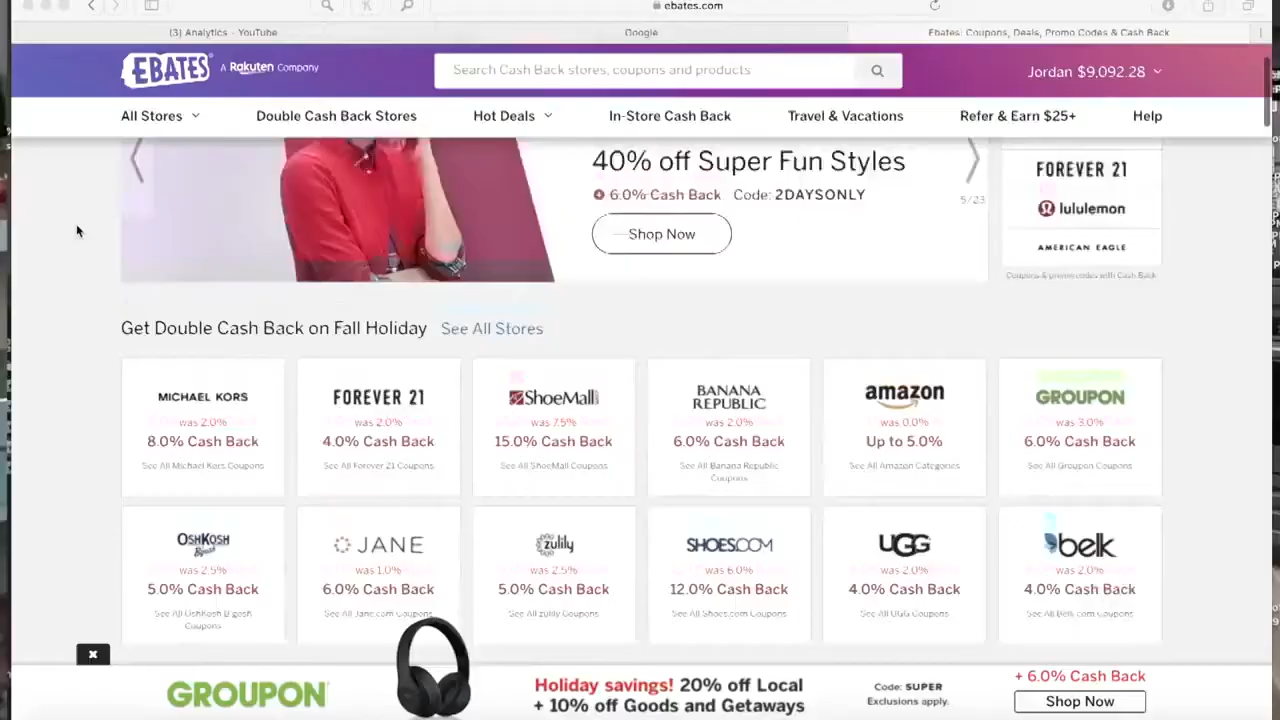 ebates.com
(3) Analytics - YouTube
Google
Ebates: Coupons, Deals, Promo Codes & Cash Back
EBATES A Rakuten Company
Search Cash Back stores, coupons and products
Jordan $9,092.28
All Stores
Double Cash Back Stores
Hot Deals
In-Store Cash Back
Travel & Vacations
Refer & Earn $25+
Help
40% off Super Fun Styles
6.0% Cash Back Code: 2DAYSONLY
Shop Now
5/23
FOREVER 21
lululemon
AMERICAN EAGLE
Coupons & promo codes with Cash Back
Get Double Cash Back on Fall Holiday See All Stores
MICHAEL KORS
was 2.0%
8.0% Cash Back
See All Michael Kors Coupons
FOREVER 21
was 2.0%
4.0% Cash Back
See All Forever 21 Coupons
ShoeMall
was 7.5%
15.0% Cash Back
See All ShoeMall Coupons
BANANA
REPUBLIC
was 2.0%
6.0% Cash Back
See All Banana Republic
Coupons
amazon
was 0.0%
Up to 5.0%
See All Amazon Categories
GROUPON
was 3.0%
6.0% Cash Back
See All Groupon Coupons
OSHKOSH
B'gosh
was 2.5%
5.0% Cash Back
See All OshKosh B'gosh
Coupons
JANE
was 1.0%
6.0% Cash Back
See All Jane.com Coupons
zulily
was 2.5%
5.0% Cash Back
See All zulily Coupons
SHOES.COM
was 6.0%
12.0% Cash Back
See All Shoes.com Coupons
UGG
was 2.0%
4.0% Cash Back
See All UGG Coupons
belk
was 2.0%
4.0% Cash Back
See All Belk.com Coupons
GROUPON
Holiday savings! 20% off Local
+ 10% off Goods and Getaways
Code: SUPER
Exclusions apply.
+ 6.0% Cash Back
Shop Now